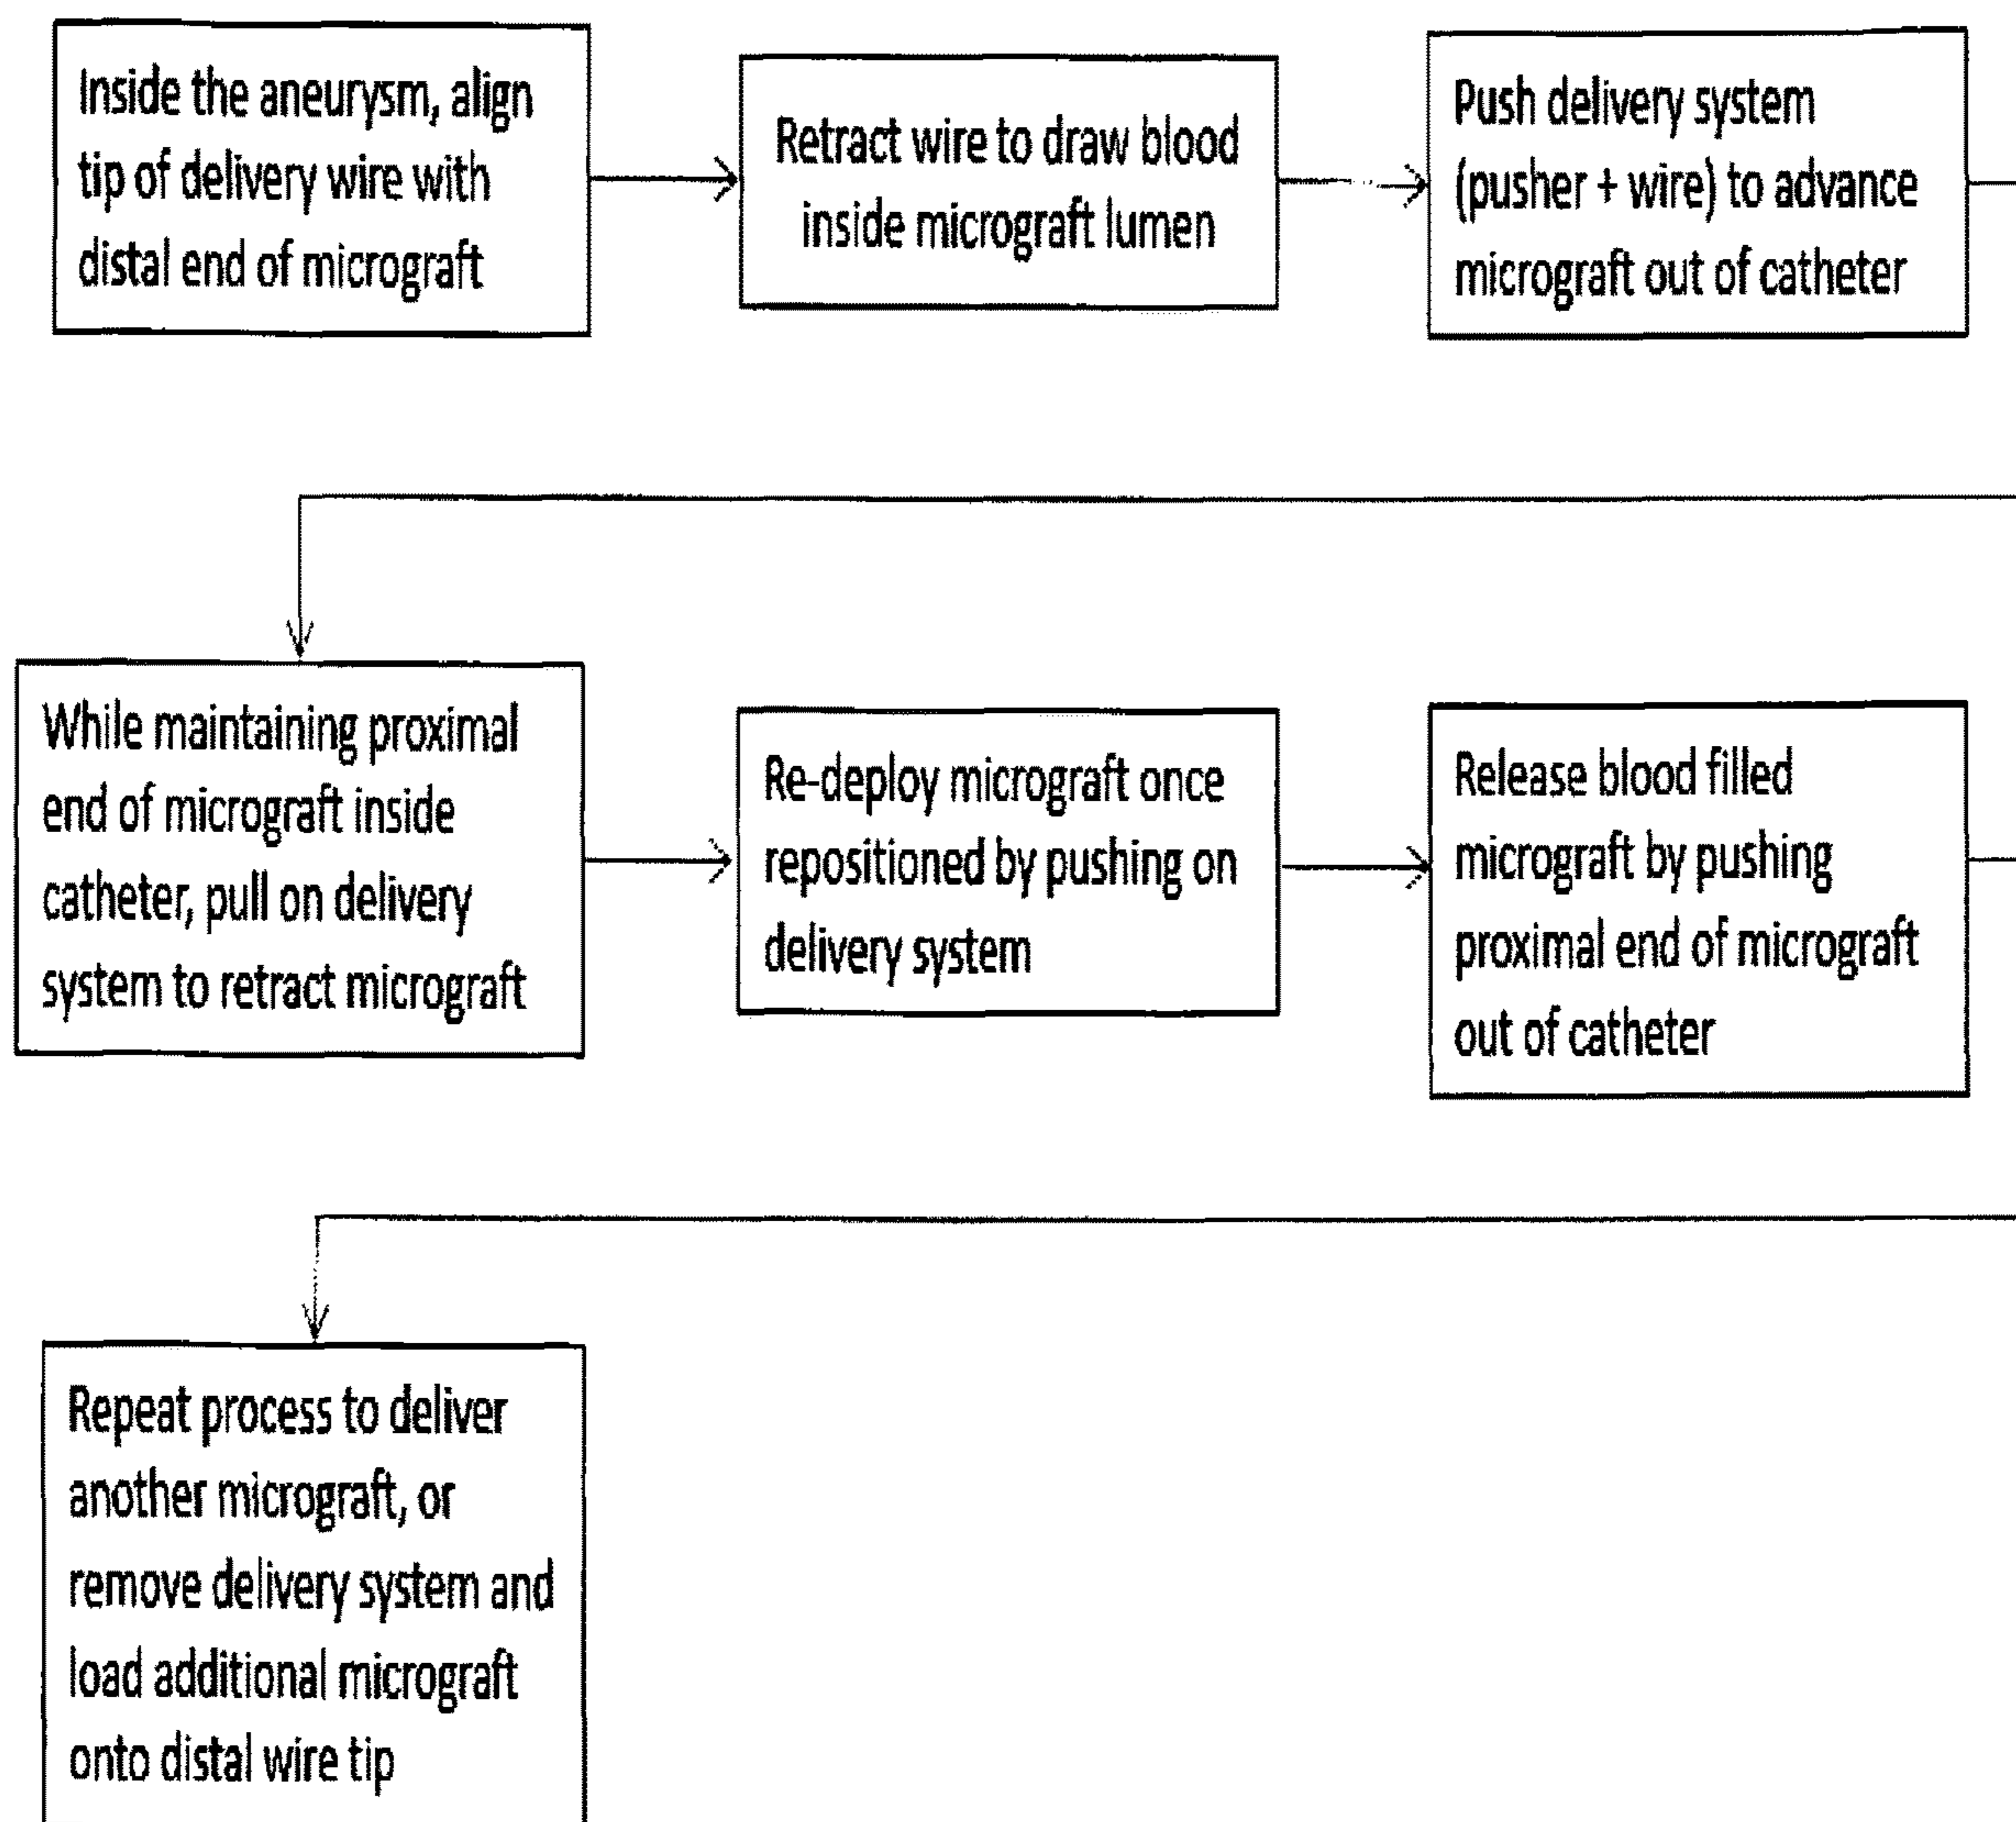 Inside the aneurysm, align
tip of delivery wire with
distal end of micrograft
Retract wire to draw blood
inside micrograft lumen
Push delivery system
(pusher + wire) to advance
micrograft out of catheter
While maintaining proximal
end of micrograft inside
catheter, pull on delivery
system to retract micrograft
Re-deploy micrograft once
repositioned by pushing on
delivery system
Release blood filled
micrograft by pushing
proximal end of micrograft
out of catheter
Repeat process to deliver
another micrograft, or
remove delivery system and
load additional micrograft
onto distal wire tip